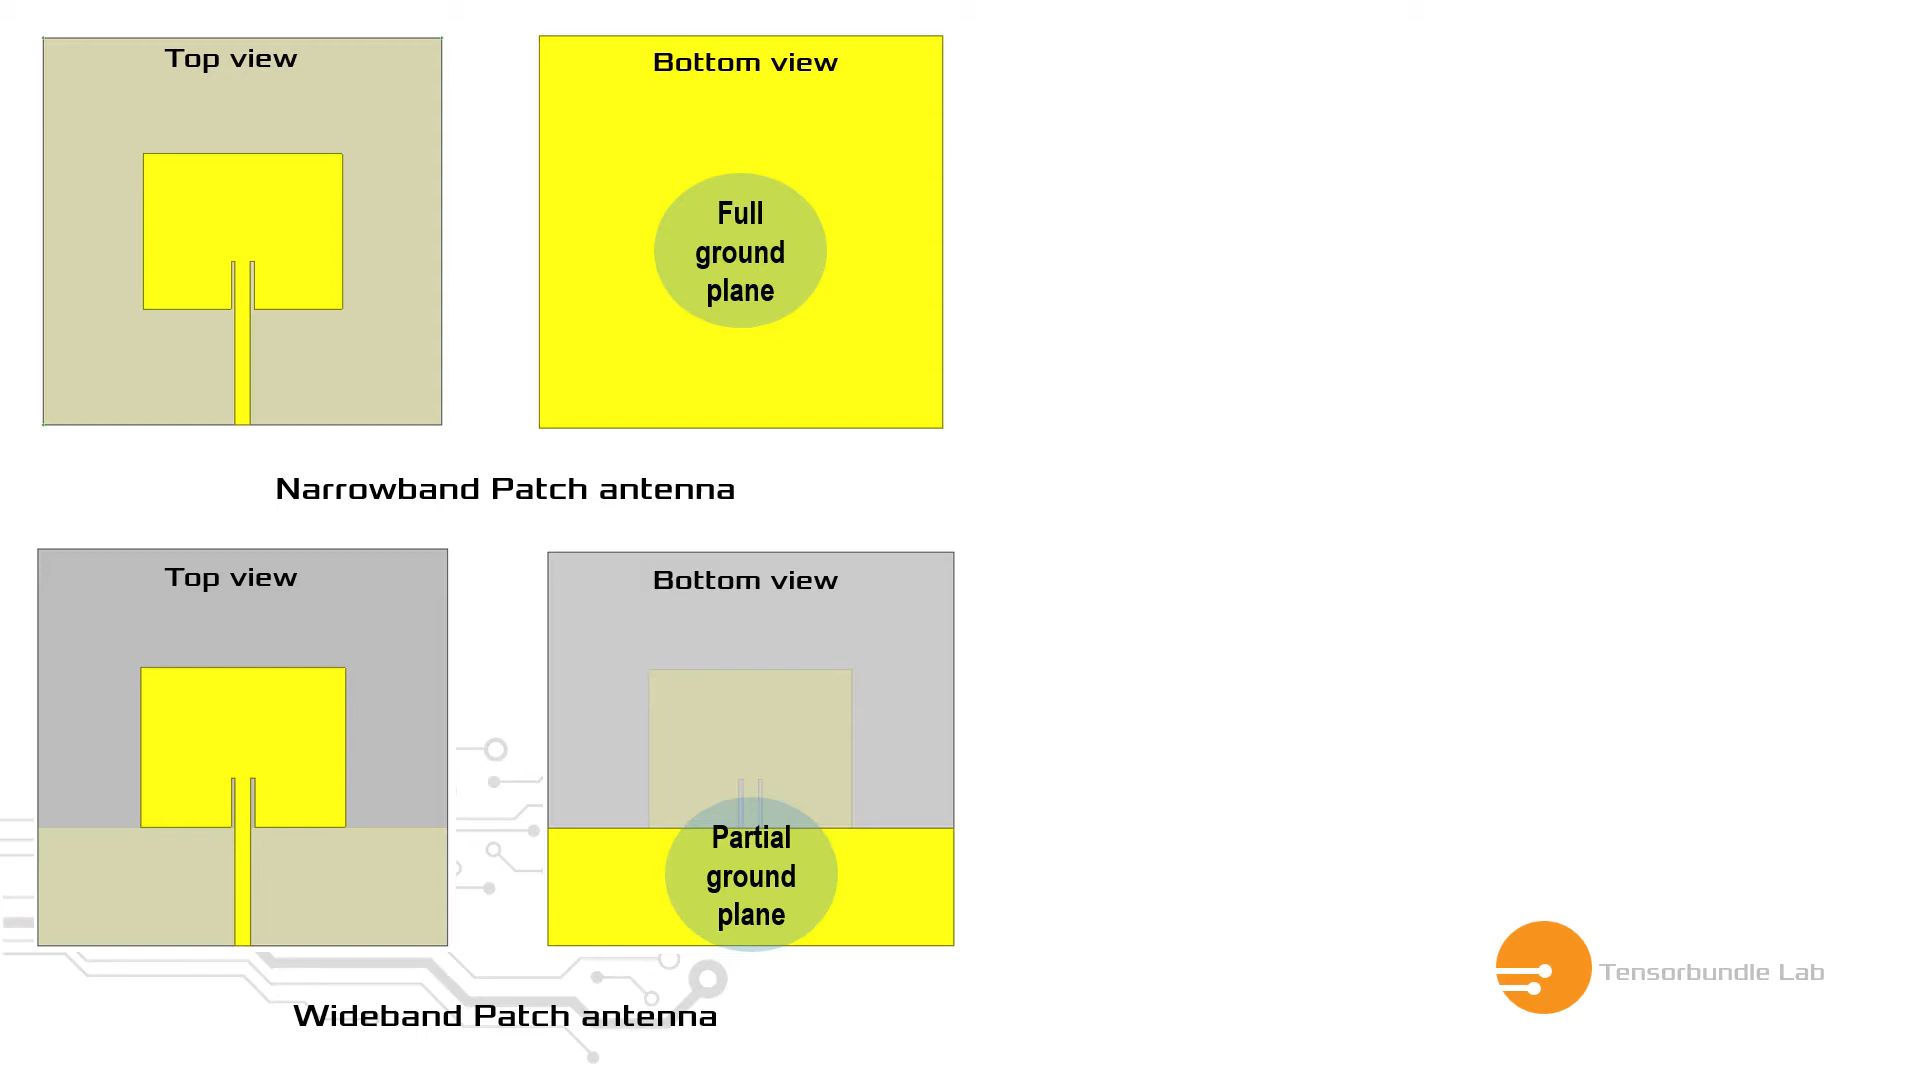 Top view
Bottom view
Full
ground
plane
Narrowband Patch antenna
Top view
Bottom view
Partial
ground
plane
Wideband Patch antenna
Tensorbundle Lab